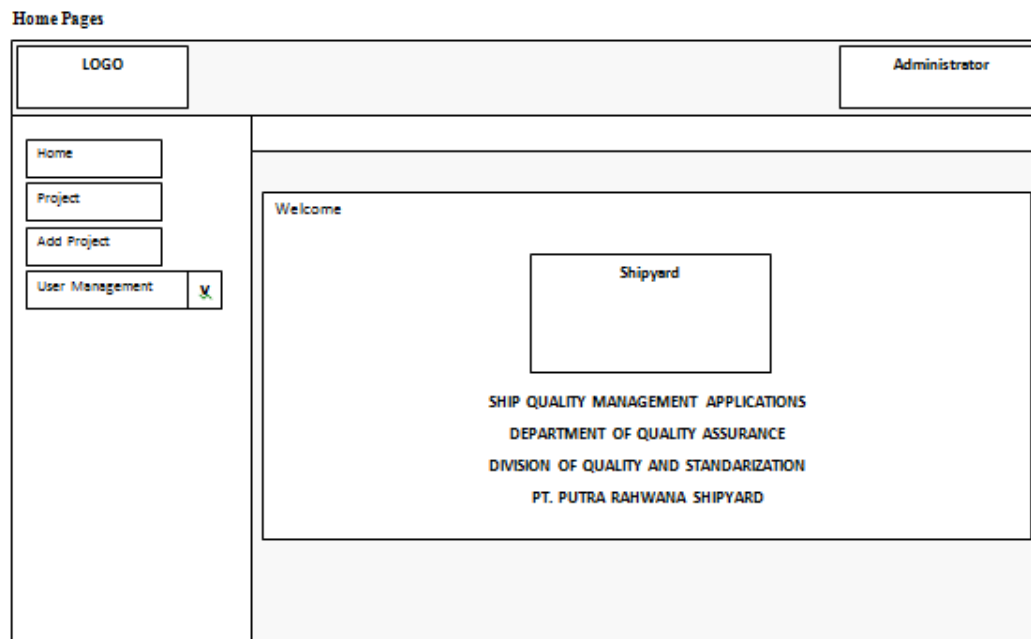 Home Pages
LOGO
Administrator
Home
Project
Add Project
User Management
v
Welcome
Shipyard
SHIP QUALITY MANAGEMENT APPLICATIONS
DEPARTMENT OF QUALITY ASSURANCE
DIVISION OF QUALITY AND STANDARIZATION
PT. PUTRA RAHWANA SHIPYARD